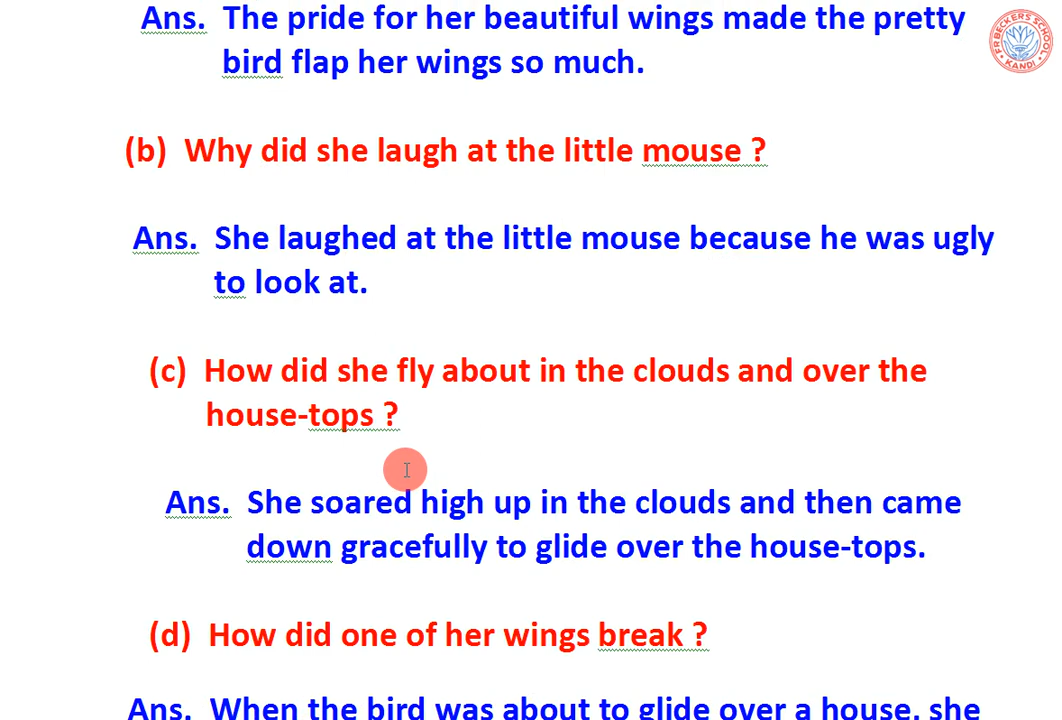 Ans. The pride for her beautiful wings made the pretty
bird flap her wings so much.
FR BECKERS SCHOOL
KANDI
(b) Why did she laugh at the little mouse ?
Ans. She laughed at the little mouse because he was ugly
to look at.
(c) How did she fly about in the clouds and over the
house-tops ?
Ans. She soared high up in the clouds and then came
down gracefully to glide over the house-tops.
(d) How did one of her wings break ?
Ans. When the bird was about to glide over a house, she